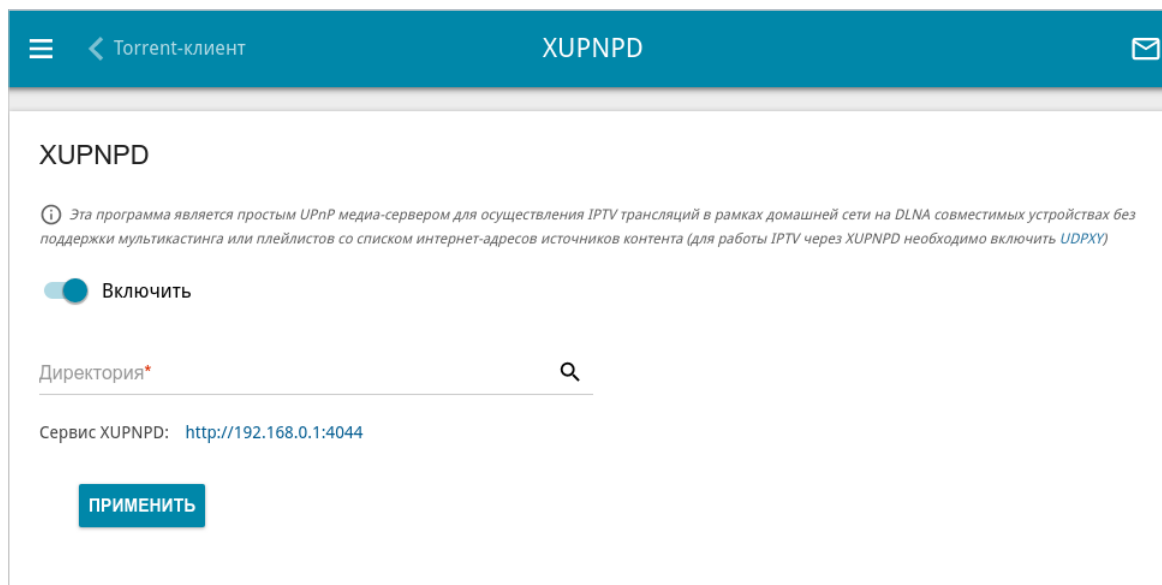 Torrent-клиент
XUPNPD
XUPNPD
Эта программа является простым UPnP медиа-сервером для осуществления IPTV трансляций в рамках домашней сети на DLNA совместимых устройствах без
поддержки мультикастинга или плейлистов со списком интернет-адресов источников контента (для работы IPTV через XUPNPD необходимо включить UDPXY)
Включить
Директория*
Сервис XUPNPD: http://192.168.0.1:4044
ПРИМЕНИТЬ